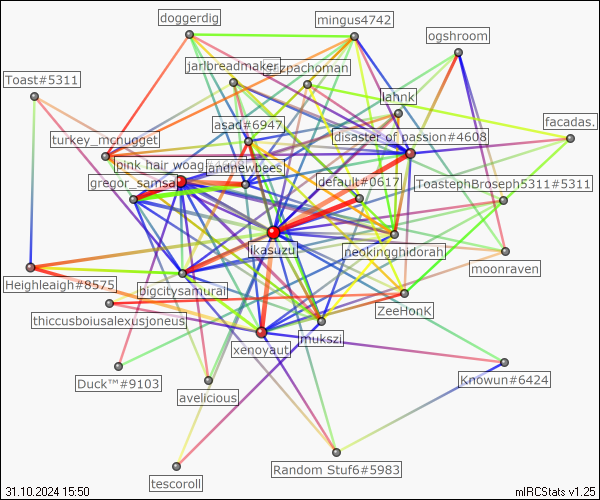 doggerdig
mingus4742
ogshroom
jarlbreadmaker
zpachoman
Toast#5311
lahnk
asad#6947
disaster of passion#4608
facadas.
turkey_mcnugget
pink hair woag
andnewbees
gregor_samsa
default#0617
ToastephBroseph5311#5311
ikasuzu
neokingghidorah
moonraven
Heighleaigh#8575
bigcitysamurai
thiccusboiusalexusjoneus
ZeeHonK
mukszi
xenoyaut
Duck™#9103
Knowun#6424
avelicious
tescoroll
Random Stuf6#5983
31.10.2024 15:50
mIRCStats v1.25